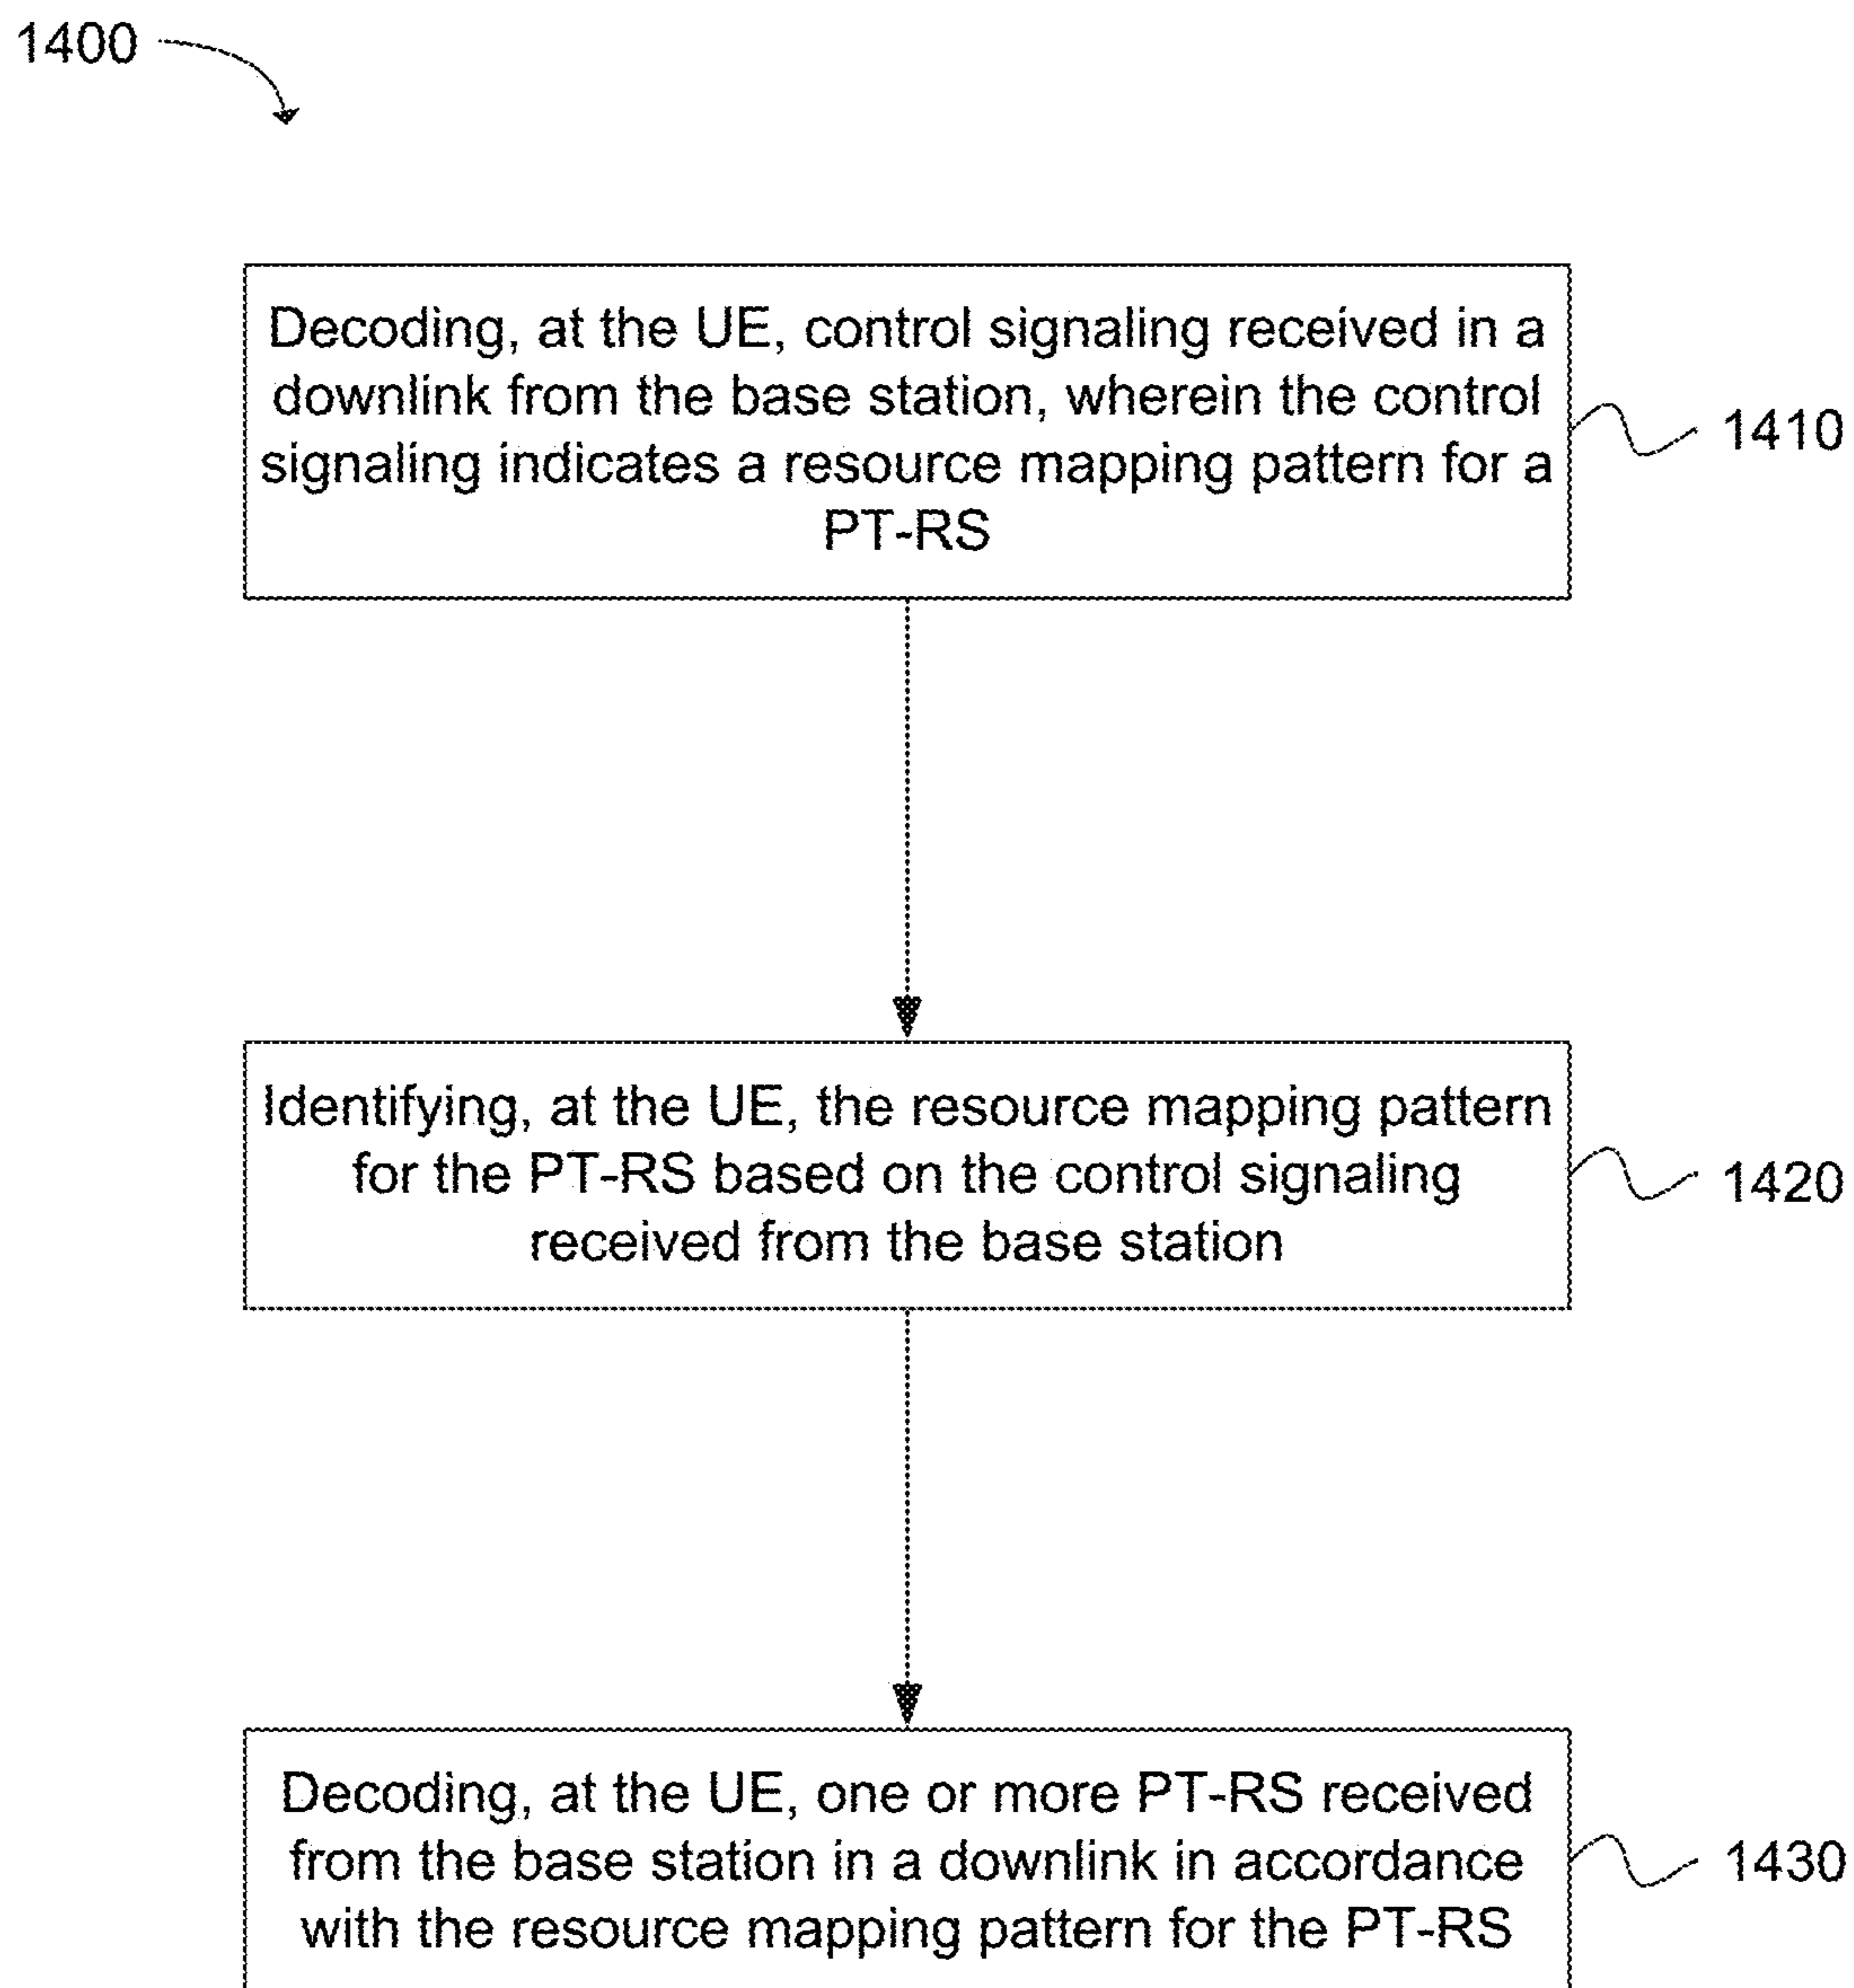 1400
Decoding, at the UE, control signaling received in a
downlink from the base station, wherein the control
signaling indicates a resource mapping pattern for a
PT-RS
1410
Identifying, at the UE, the resource mapping pattern
for the PT-RS based on the control signaling
received from the base station
1420
Decoding, at the UE, one or more PT-RS received
from the base station in a downlink in accordance
with the resource mapping pattern for the PT-RS
1430